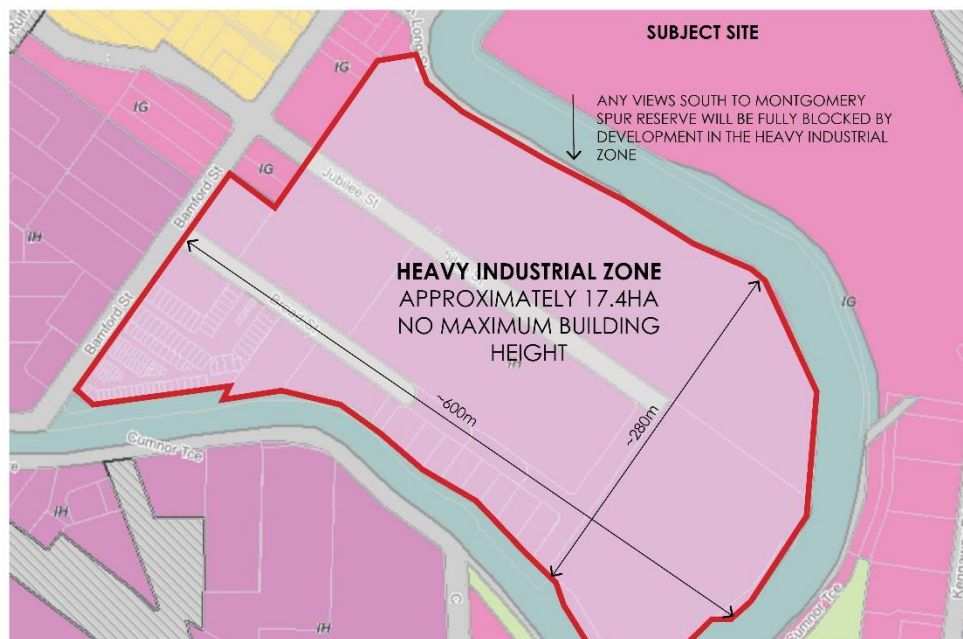 SUBJECT SITE
ANY VIEWS SOUTH TO MONTGOMERY
SPUR RESERVE WILL BE FULLY BLOCKED BY
DEVELOPMENT IN THE HEAVY INDUSTRIAL
ZONE
IG
IG
IG
Jubilee St
Bamford St
IH
HEAVY INDUSTRIAL ZONE
APPROXIMATELY 17.4HA
NO MAXIMUM BUILDING
HEIGHT
IG
Bamford St
~600m
~280m
Cumnor Tce
IH
IH
Cumnor Tce